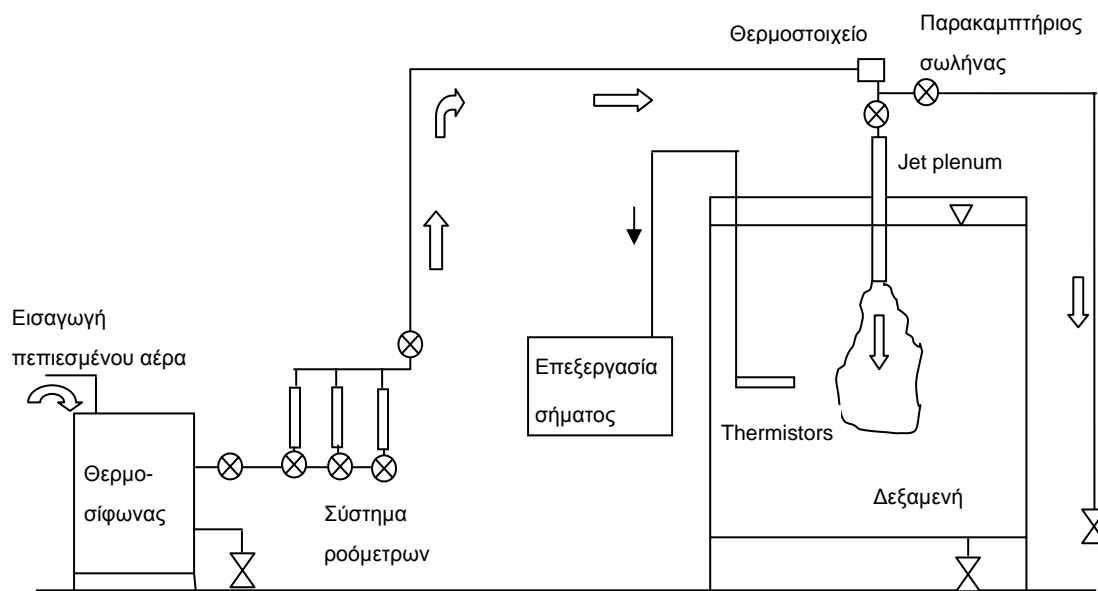 Θερμοστοιχείο
Παρακαμπτήριος
σωλήνας
Jet plenum
Εισαγωγή
πεπιεσμένου αέρα
Επεξεργασία
σήματος
Thermistors
Θερμο-
σίφωνας
Σύστημα
ροόμετρων
Δεξαμενή